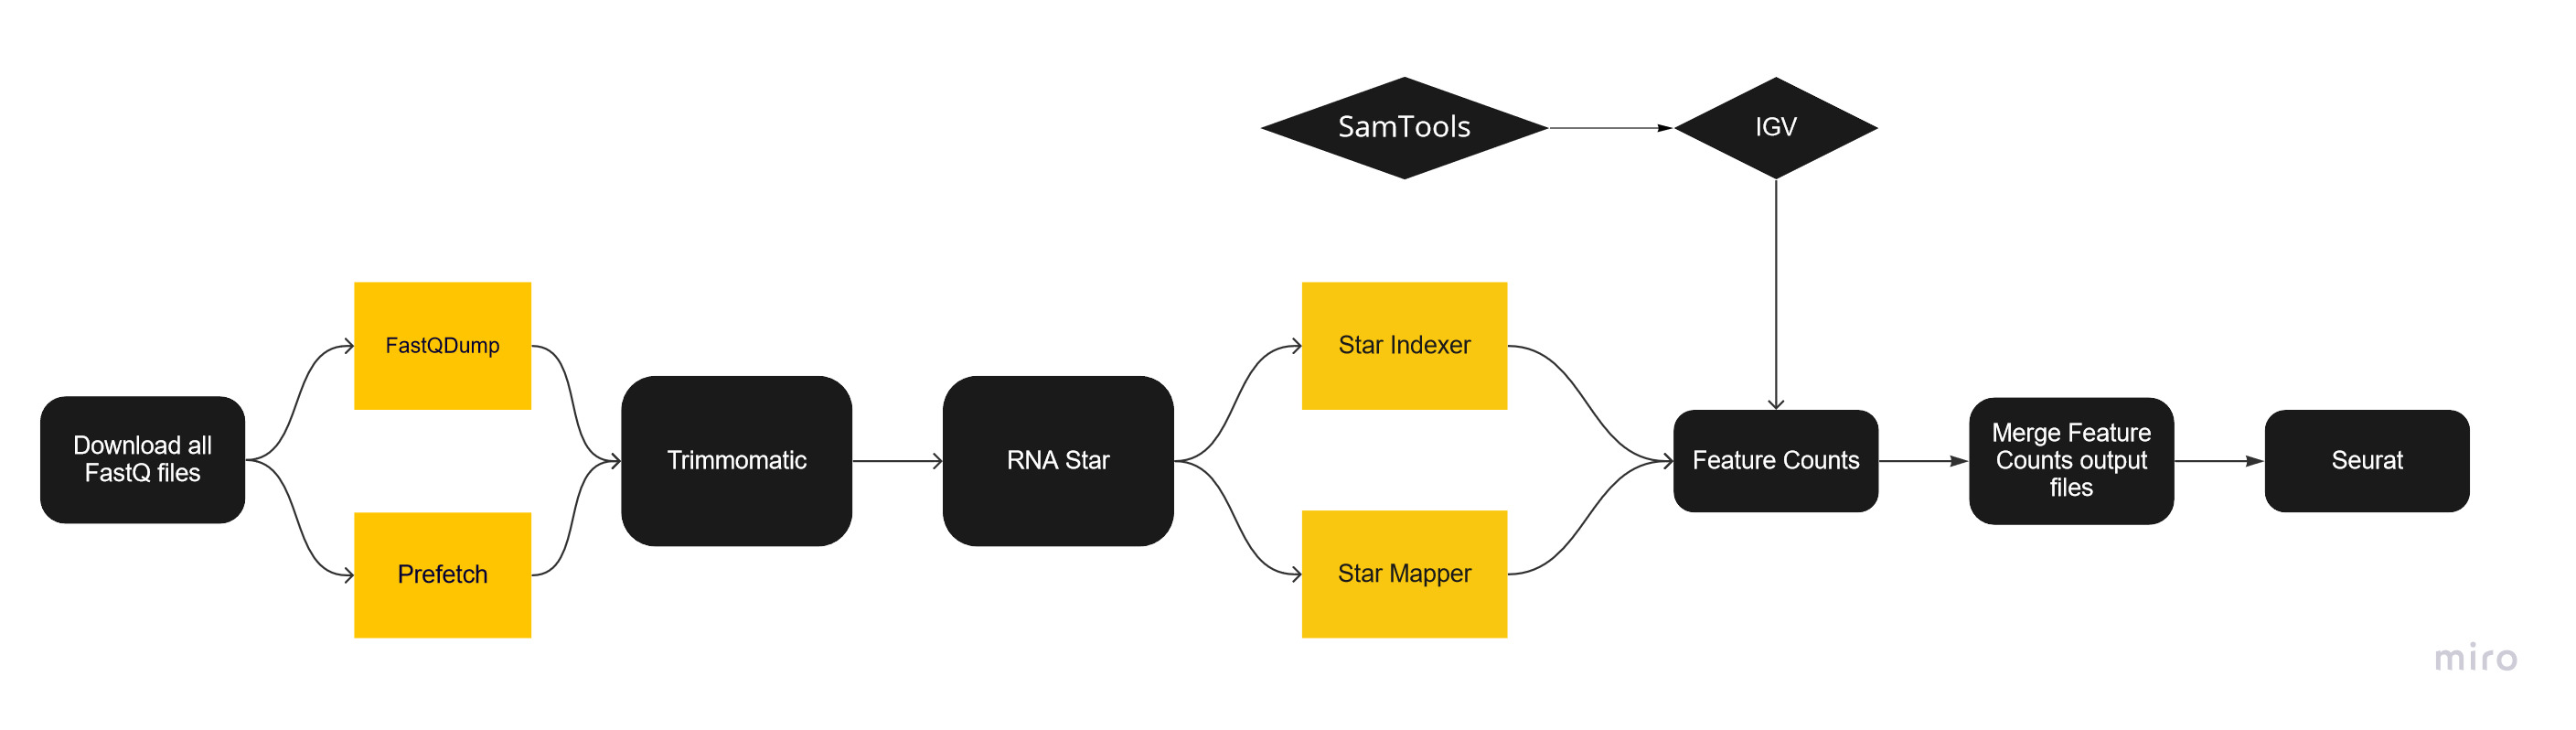 SamTools
IGV
FastQDump
Star Indexer
Download all
FastQ files
Trimmomatic
RNA Star
Feature Counts
Merge Feature
Counts output
files
Seurat
Prefetch
Star Mapper
miro